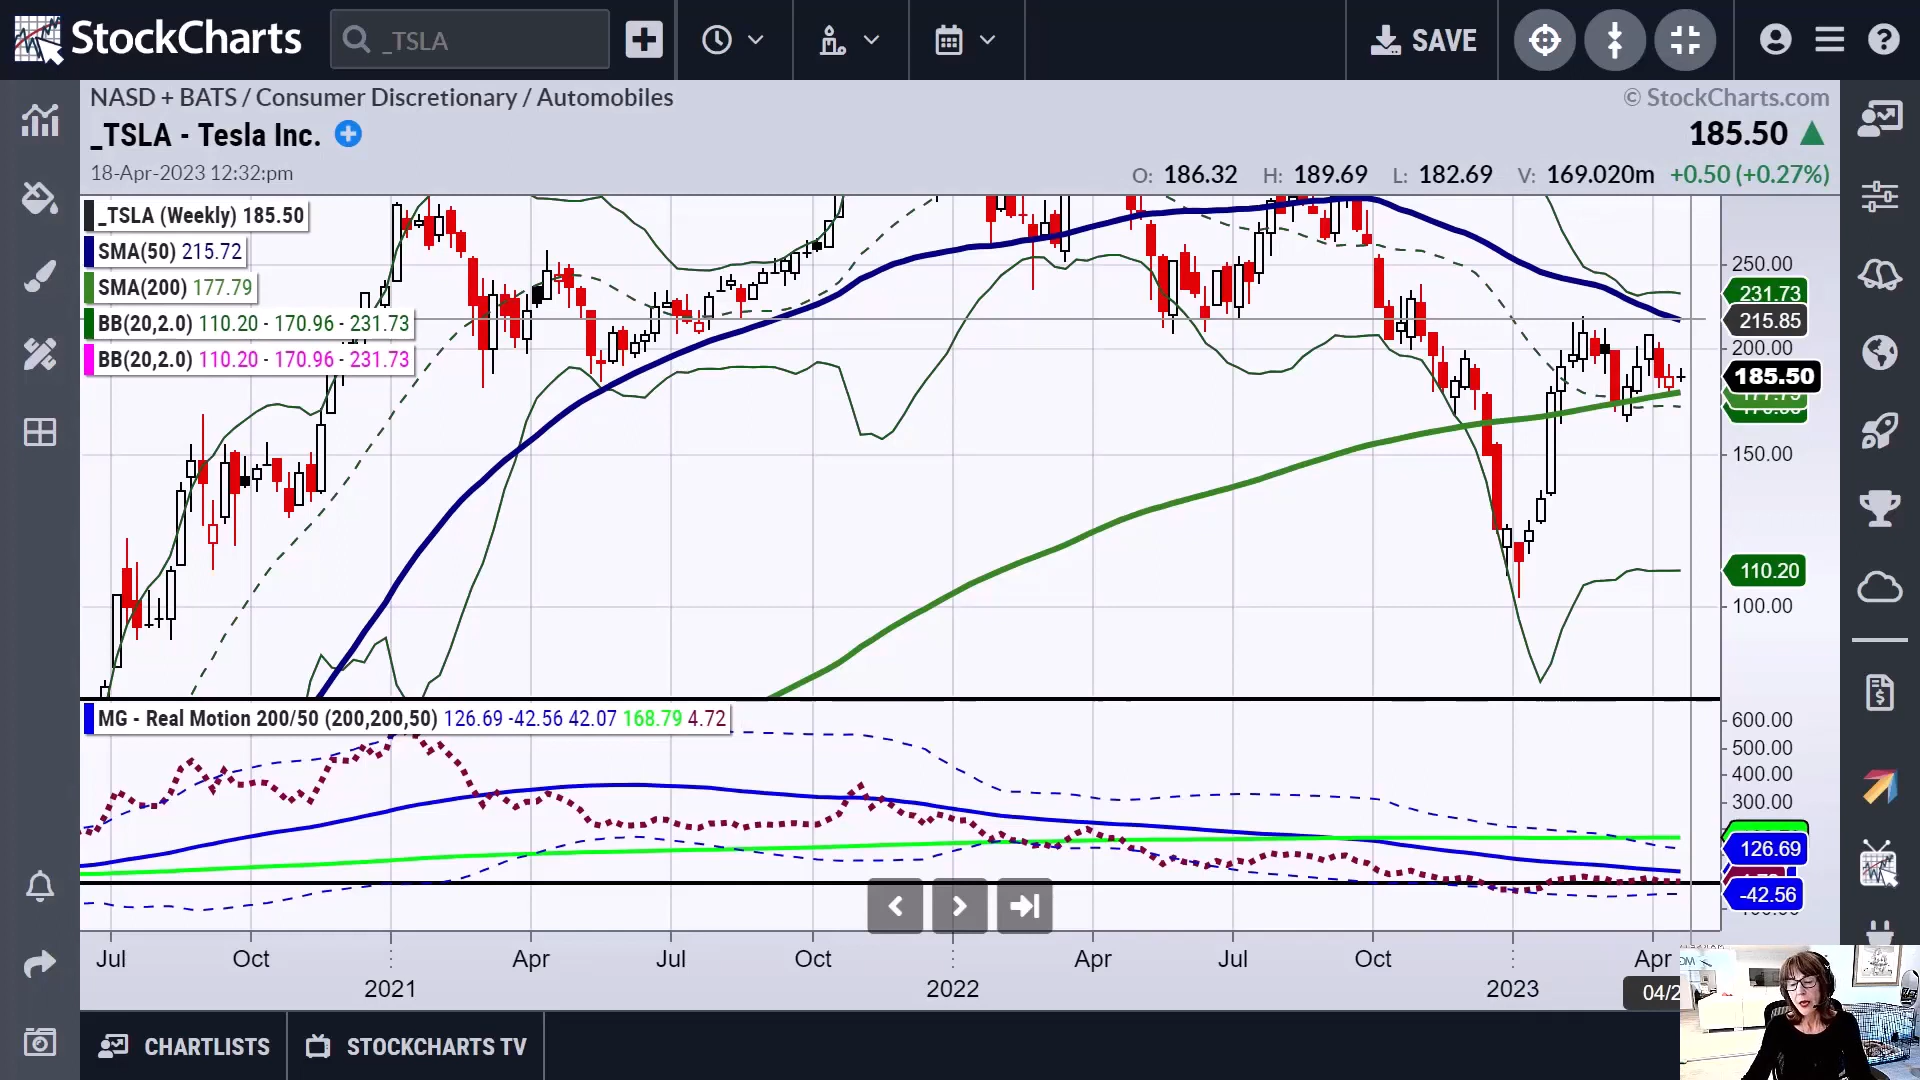 StockCharts
_TSLA
SAVE
NASD + BATS / Consumer Discretionary / Automobiles
© StockCharts.com
_TSLA - Tesla Inc.
185.50
18-Apr-2023 12:32:pm
O: 186.32 H: 189.69 L: 182.69 V: 169.020m +0.50 (+0.27%)
_TSLA (Weekly) 185.50
SMA(50) 215.72
SMA(200) 177.79
BB(20,2.0) 110.20 - 170.96 - 231.73
BB(20,2.0) 110.20 - 170.96 - 231.73
250.00
231.73
215.85
200.00
185.50
150.00
110.20
100.00
MG - Real Motion 200/50 (200,200,50) 126.69 -42.56 42.07 168.79 4.72
600.00
500.00
400.00
300.00
126.69
-42.56
Jul Oct Apr Jul Oct Apr Jul Oct Apr
2021 2022 2023
04/2
CHARTLISTS STOCKCHARTS TV